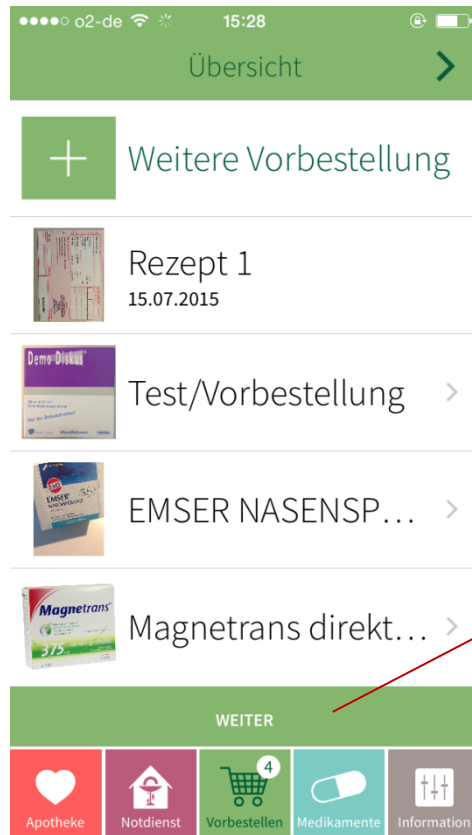 o2-de 15:28
Übersicht
Weitere Vorbestellung
Rezept 1
15.07.2015
Demo Diskus
Test/Vorbestellung
EMSER
EMSER NASENSP...
Magnetrans
375
Magnetrans direkt...
WEITER
4
Apotheke Notdienst Vorbestellen Medikamente Information